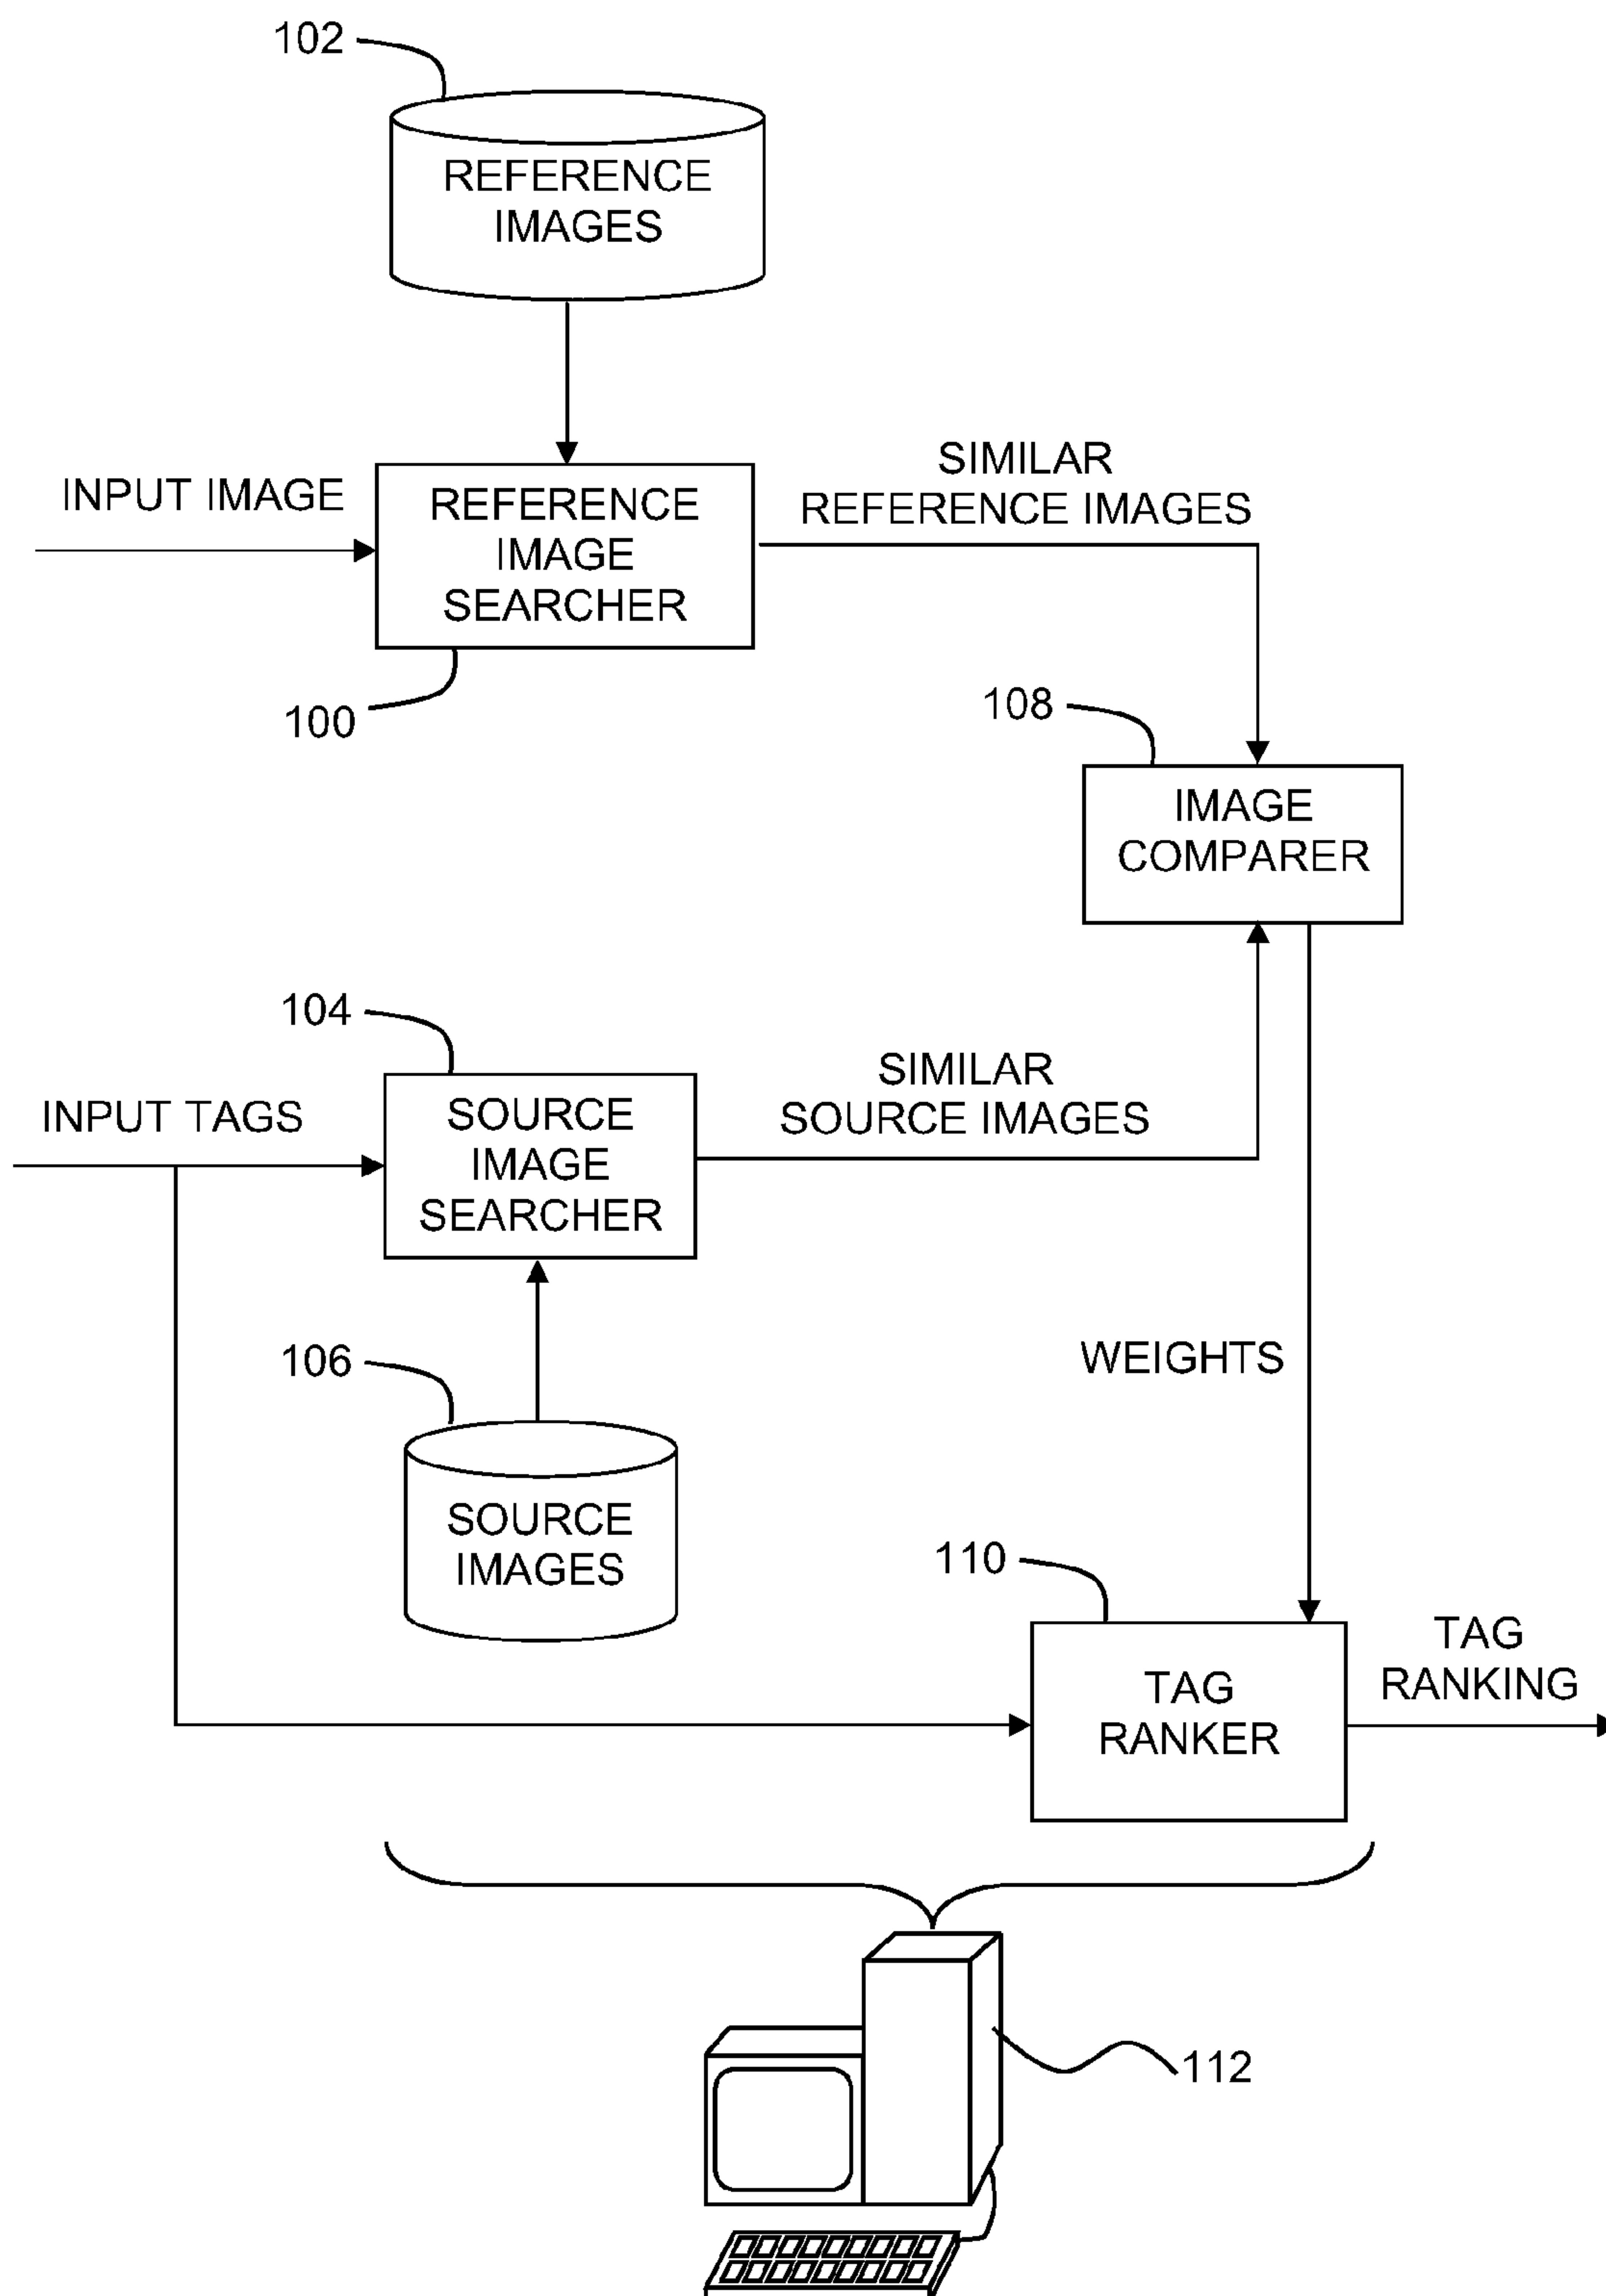 102
REFERENCE
IMAGES
INPUT IMAGE
REFERENCE
IMAGE
SEARCHER
SIMILAR
REFERENCE IMAGES
100
108
IMAGE
COMPARER
104
INPUT TAGS
SOURCE
IMAGE
SEARCHER
SIMILAR
SOURCE IMAGES
106
WEIGHTS
SOURCE
IMAGES
110
TAG
RANKER
TAG
RANKING
112